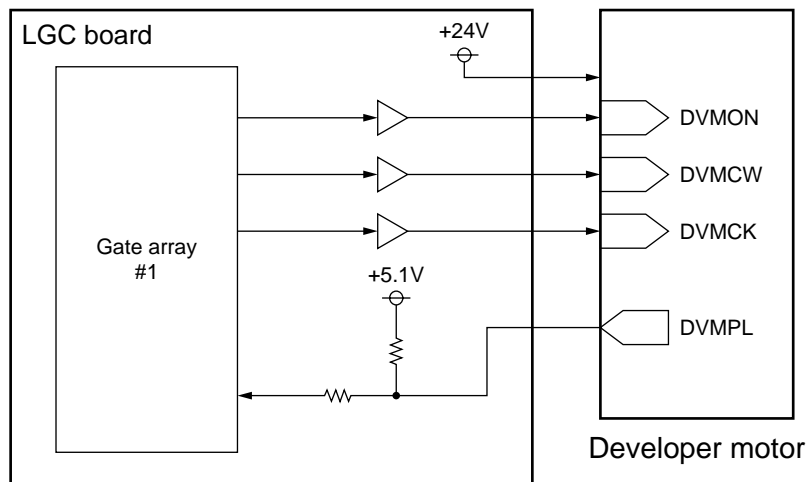 LGC board
+24V
DVMON
DVMCW
DVMCK
Gate array
#1
+5.1V
DVMPL
Developer motor